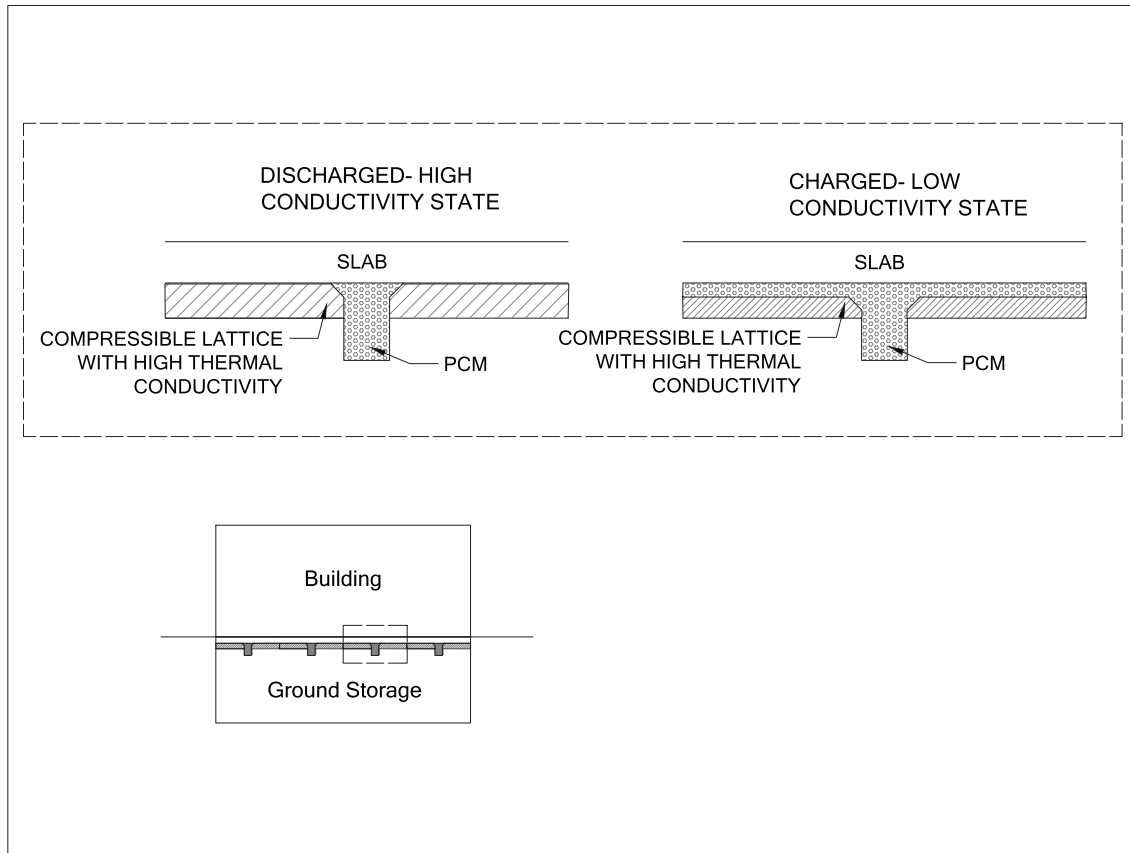 DISCHARGED- HIGH
CONDUCTIVITY STATE
SLAB
COMPRESSIBLE LATTICE
WITH HIGH THERMAL
CONDUCTIVITY
PCM
CHARGED- LOW
CONDUCTIVITY STATE
SLAB
COMPRESSIBLE LATTICE
WITH HIGH THERMAL
CONDUCTIVITY
PCM
Building
Ground Storage